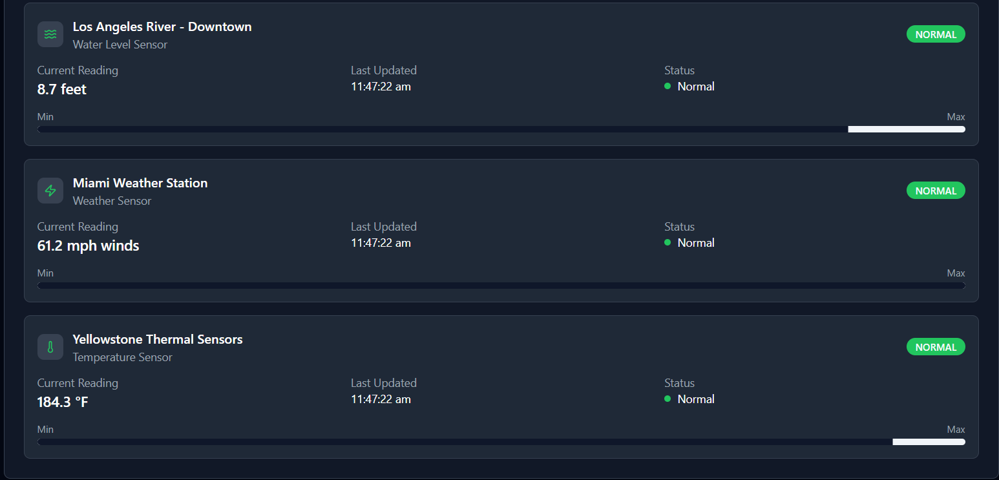 Los Angeles River - Downtown
Water Level Sensor
NORMAL
Current Reading
Last Updated
Status
8.7 feet
11:47:22 am
Normal
Min
Max
Miami Weather Station
Weather Sensor
NORMAL
Current Reading
Last Updated
Status
61.2 mph winds
11:47:22 am
Normal
Min
Max
Yellowstone Thermal Sensors
Temperature Sensor
NORMAL
Current Reading
Last Updated
Status
184.3 °F
11:47:22 am
Normal
Min
Max